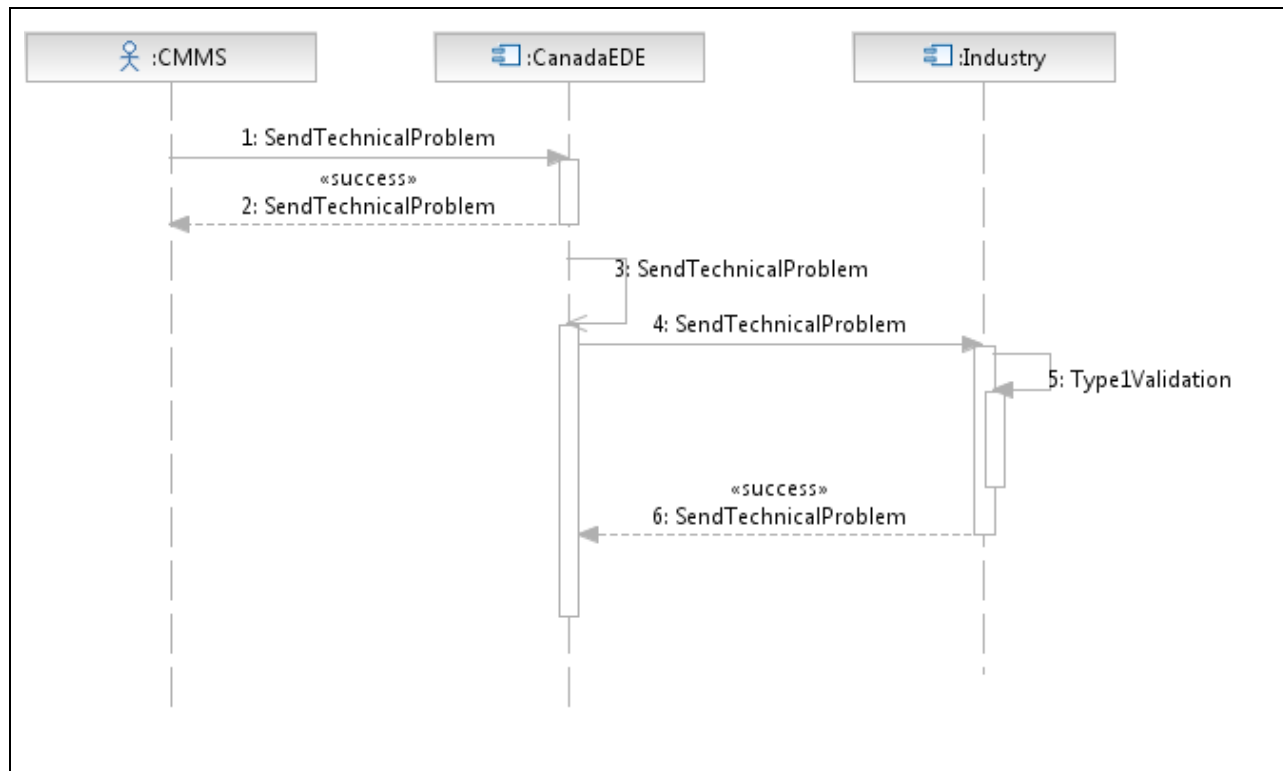 :CMMS
:CanadaEDE
:Industry
1: SendTechnicalProblem
«success»
2: SendTechnicalProblem
3: SendTechnicalProblem
4: SendTechnicalProblem
5: Type1Validation
«success»
6: SendTechnicalProblem